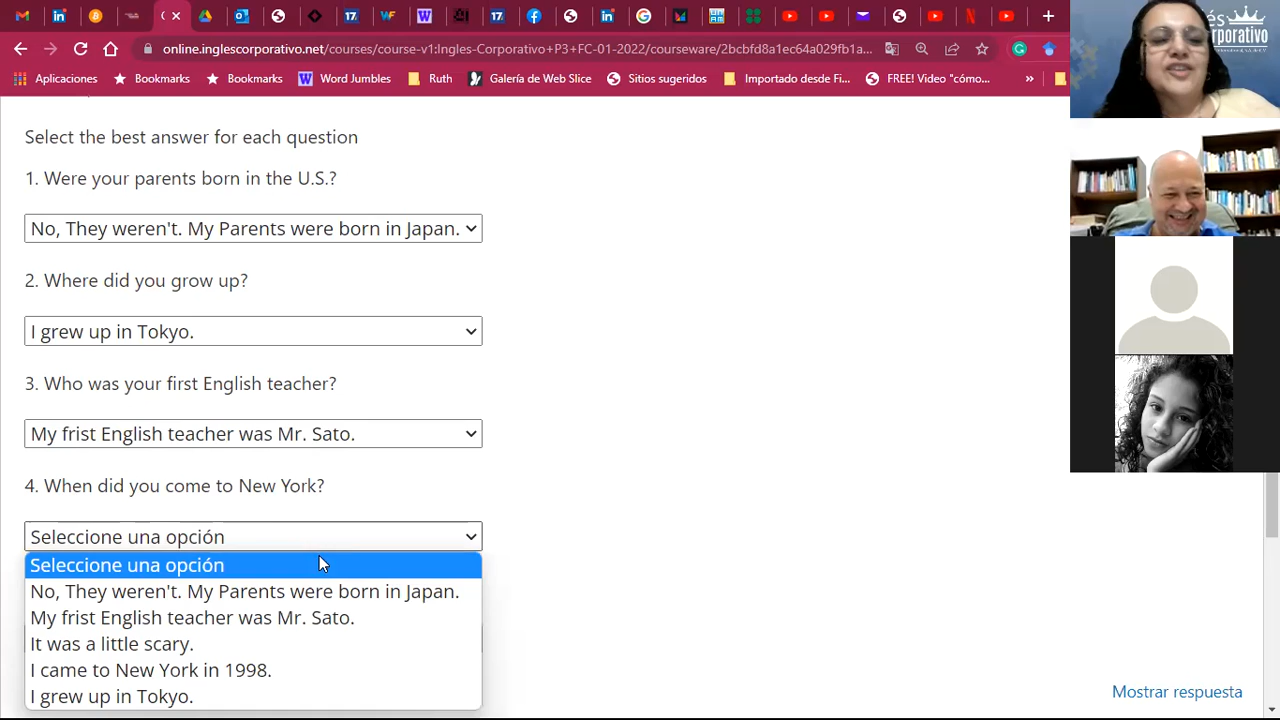 17
WF
W
17
online.inglescorporativo.net/courses/course-v1:Ingles-Corporativo+P3+FC-01-2022/courseware/2bcbfd8a1ec64a029fb1a...
Aplicaciones
Bookmarks
Bookmarks
Word Jumbles
Ruth
Galería de Web Slice
Sitios sugeridos
Importado desde Fi...
FREE! Video "cómo...
»
és
orporativo
Select the best answer for each question
1. Were your parents born in the U.S.?
No, They weren't. My Parents were born in Japan.
2. Where did you grow up?
I grew up in Tokyo.
3. Who was your first English teacher?
My frist English teacher was Mr. Sato.
4. When did you come to New York?
Seleccione una opción
Seleccione una opción
No, They weren't. My Parents were born in Japan.
My frist English teacher was Mr. Sato.
It was a little scary.
I came to New York in 1998.
I grew up in Tokyo.
Mostrar respuesta